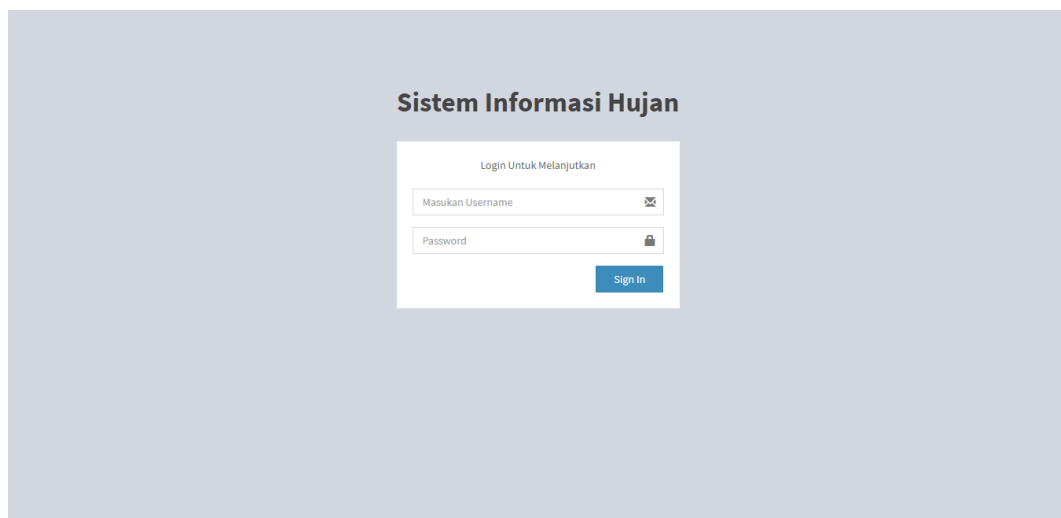 Sistem Informasi Hujan
Login Untuk Melanjutkan
Masukan Username
Password
Sign In